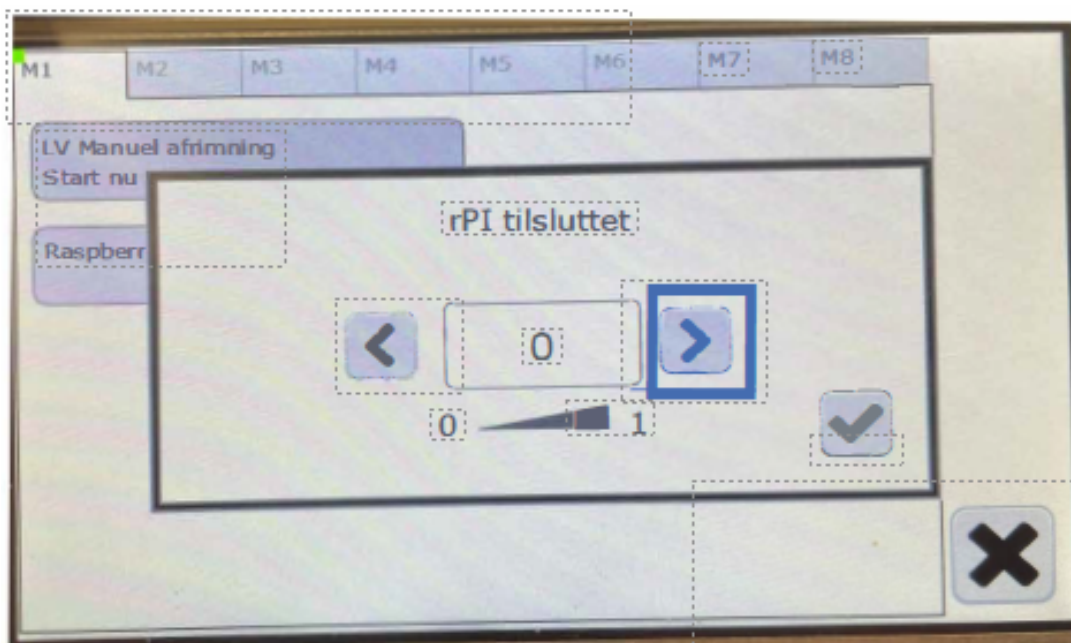 M1 M2 M3 M4 M5 M6 M7 M8
LV Manuel afrimning
Start nu
Raspberr
rPI tilsluttet
0
0 1